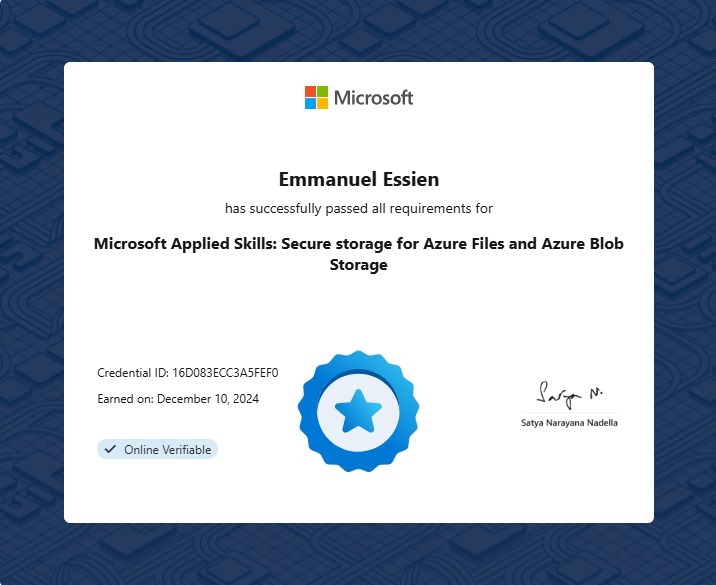 Microsoft
Emmanuel Essien
has successfully passed all requirements for
Microsoft Applied Skills: Secure storage for Azure Files and Azure Blob
Storage
Credential ID: 16D083ECC3A5FEF0
Earned on: December 10, 2024
Online Verifiable
Satya N.
Satya Narayana Nadella